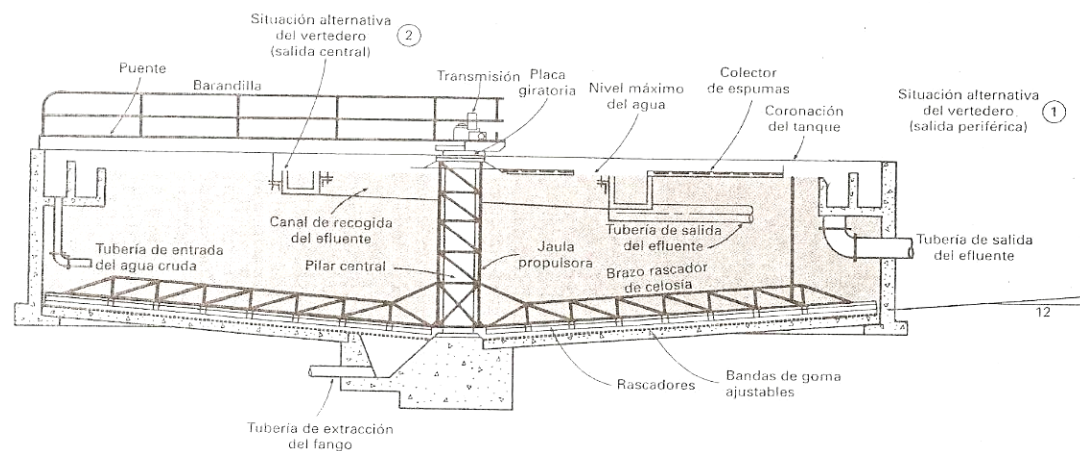 Situación alternativa
del vertedero
(salida central)
2
Puente
Barandilla
Transmisión
Placa
giratoria
Nivel máximo
del agua
Colector
de espumas
Coronación
del tanque
Situación alternativa
del vertedero
(salida periférica)
1
Canal de recogida
del efluente
Tubería de salida
del efluente
Tubería de salida
del efluente
Tubería de entrada
del agua cruda
Pilar central
Jaula
propulsora
Brazo rascador
de celosía
12
Rascadores
Bandas de goma
ajustables
Tubería de extracción
del fango